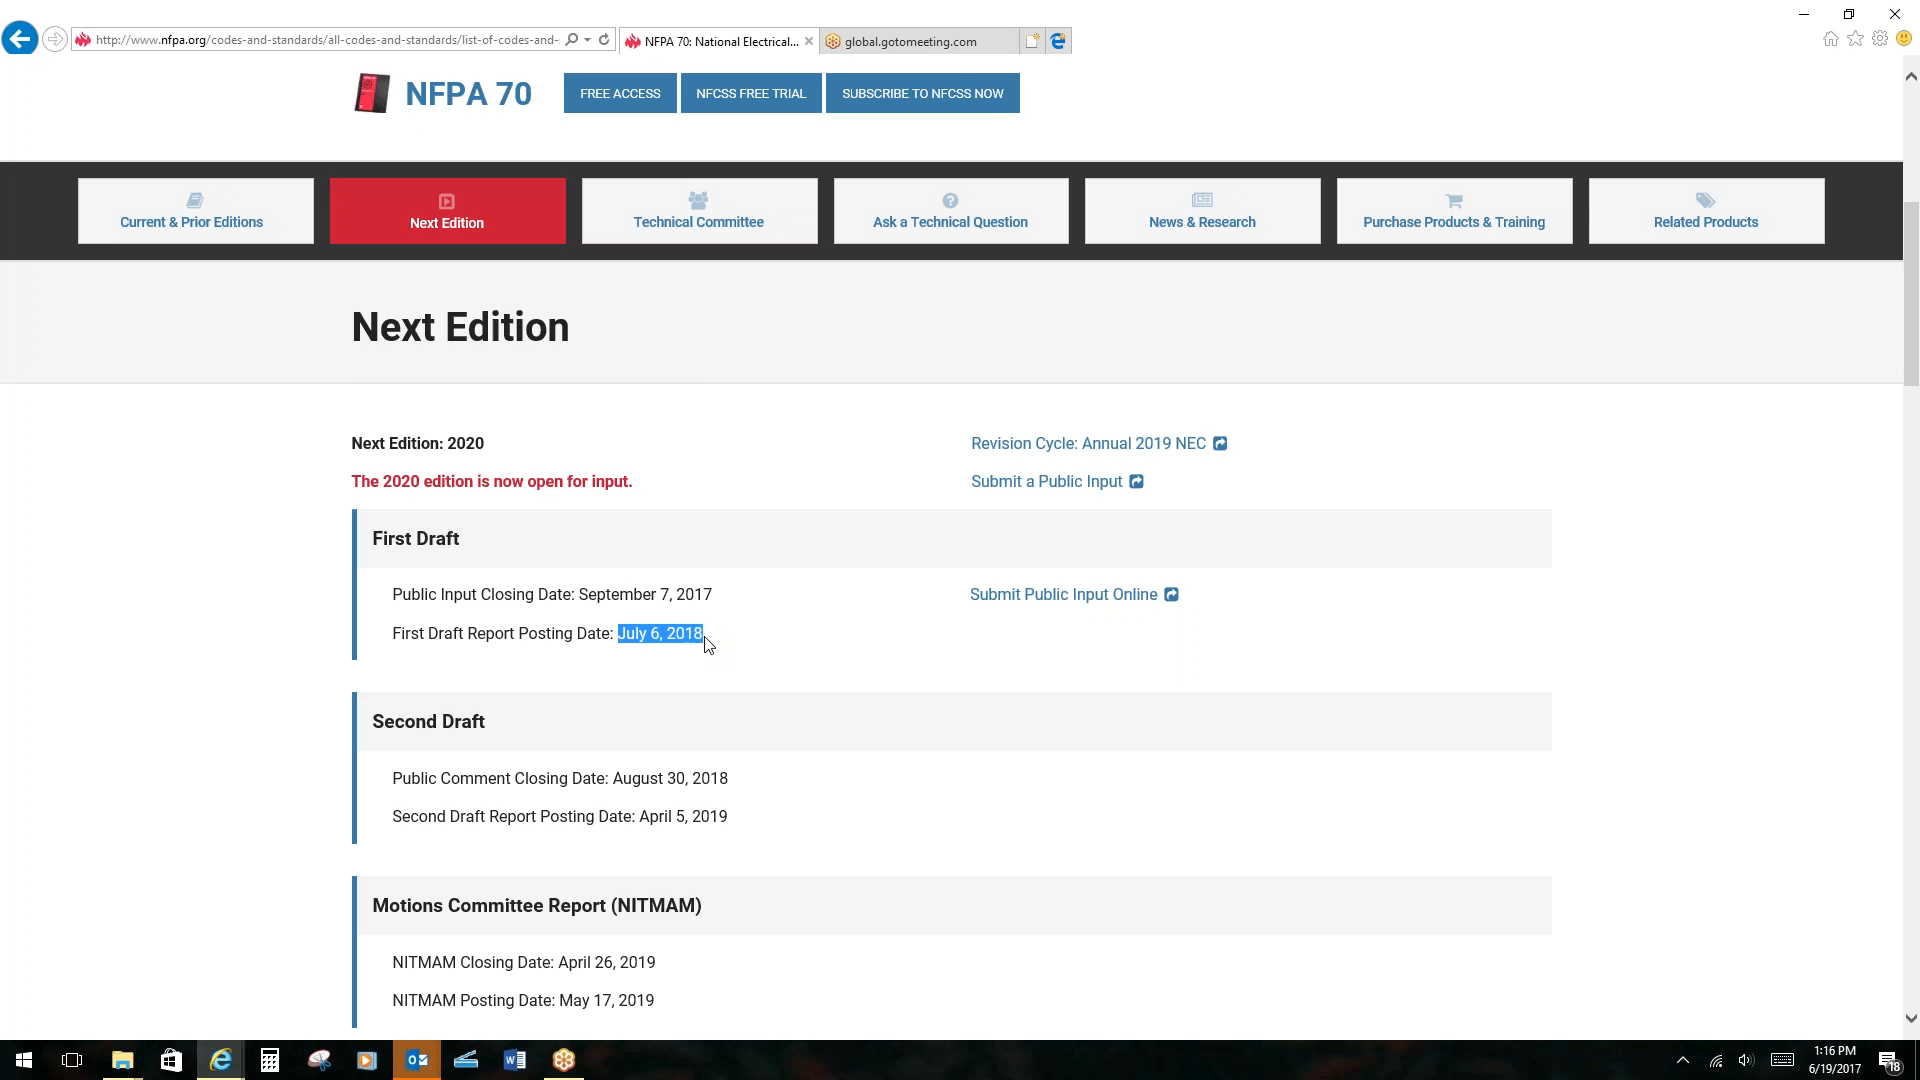 http://www.nfpa.org/codes-and-standards/all-codes-and-standards/list-of-codes-and-
NFPA 70: National Electrical...
global.gotomeeting.com
NFPA 70
FREE ACCESS
NFCSS FREE TRIAL
SUBSCRIBE TO NFCSS NOW
Current & Prior Editions
Next Edition
Technical Committee
Ask a Technical Question
News & Research
Purchase Products & Training
Related Products
Next Edition
Next Edition: 2020
Revision Cycle: Annual 2019 NEC
The 2020 edition is now open for input.
Submit a Public Input
First Draft
Public Input Closing Date: September 7, 2017
Submit Public Input Online
First Draft Report Posting Date: July 6, 2018
Second Draft
Public Comment Closing Date: August 30, 2018
Second Draft Report Posting Date: April 5, 2019
Motions Committee Report (NITMAM)
NITMAM Closing Date: April 26, 2019
NITMAM Posting Date: May 17, 2019
1:16 PM
6/19/2017
18